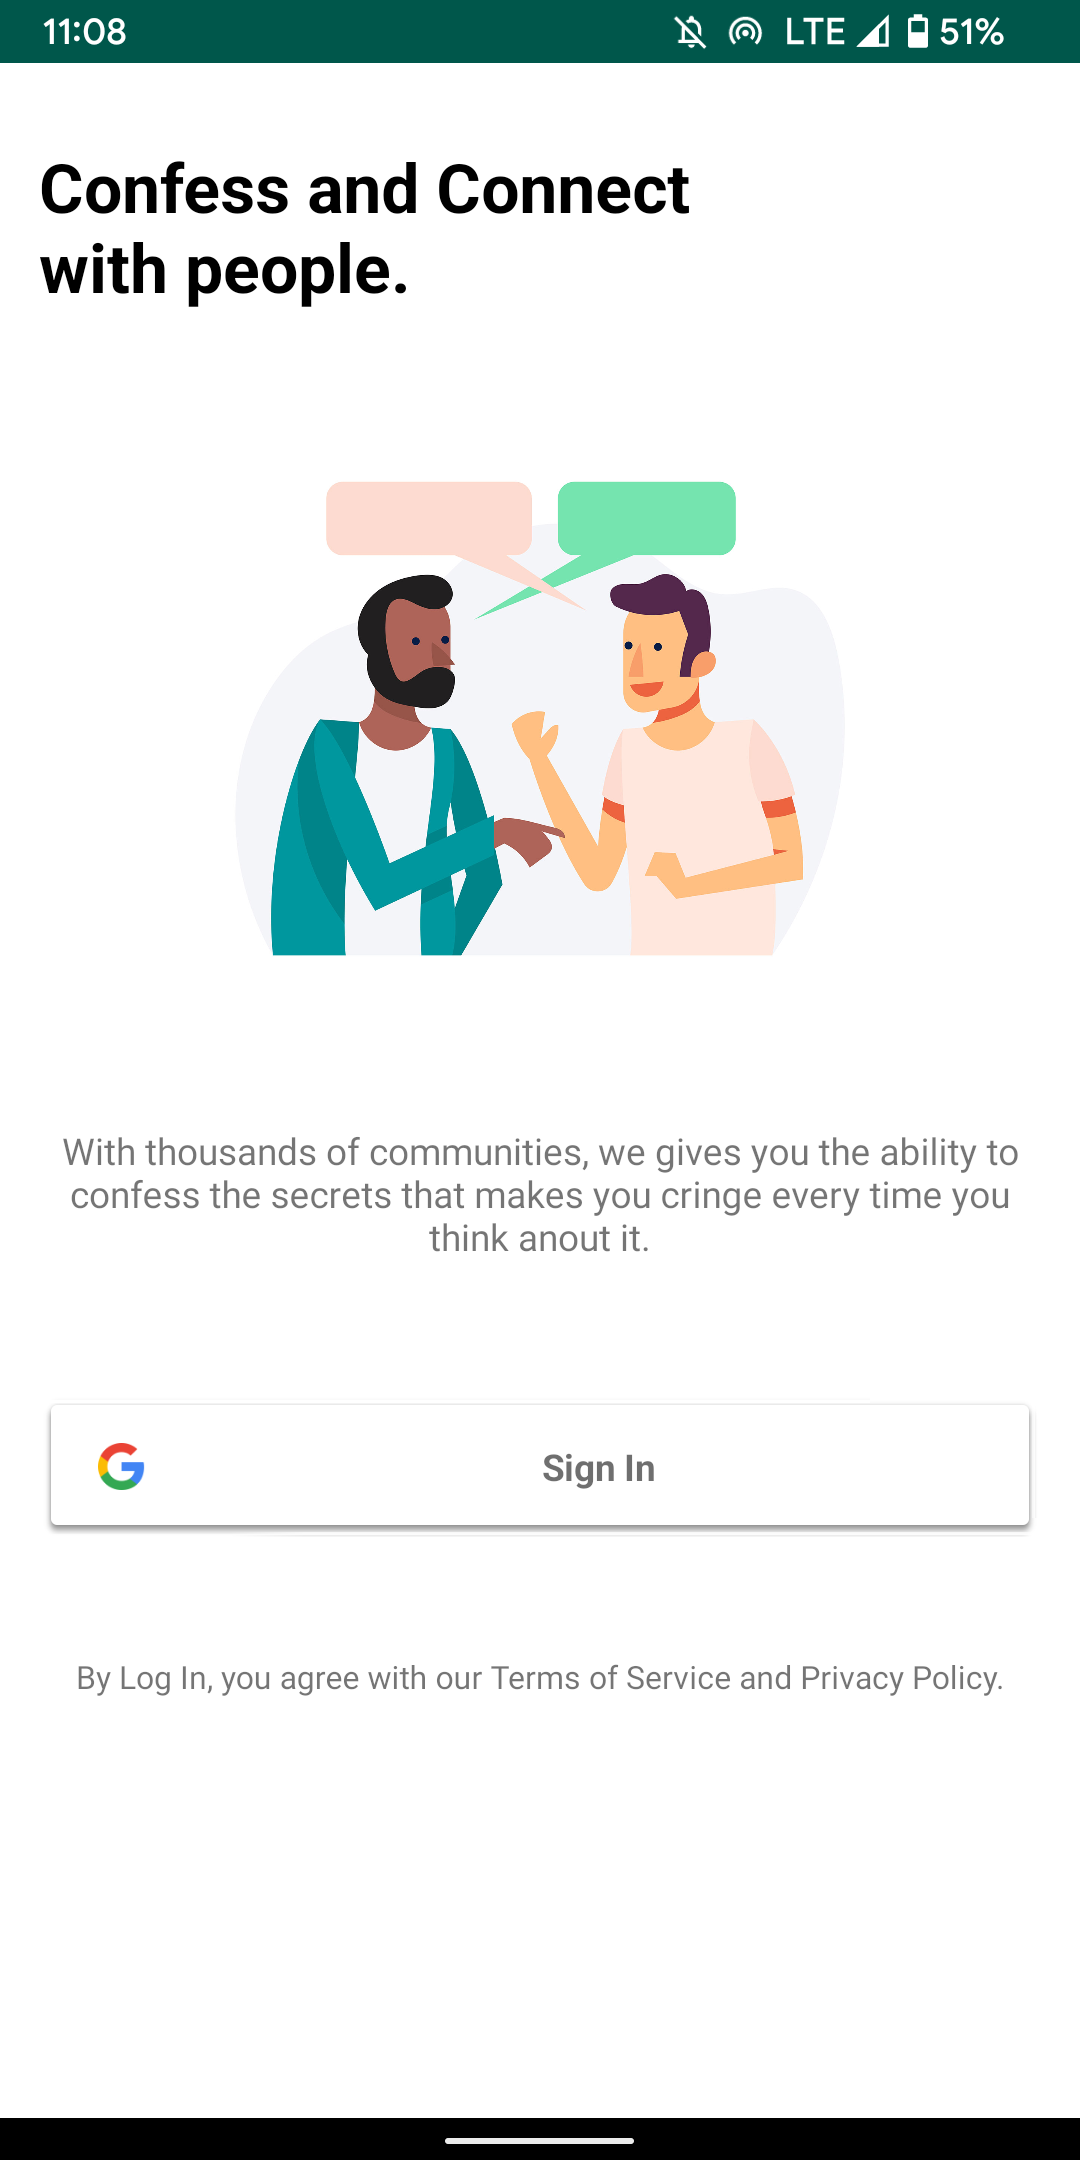 11:08 LTE 51%
Confess and Connect
with people.
With thousands of communities, we gives you the ability to
confess the secrets that makes you cringe every time you
think anout it.
Sign In
By Log In, you agree with our Terms of Service and Privacy Policy.